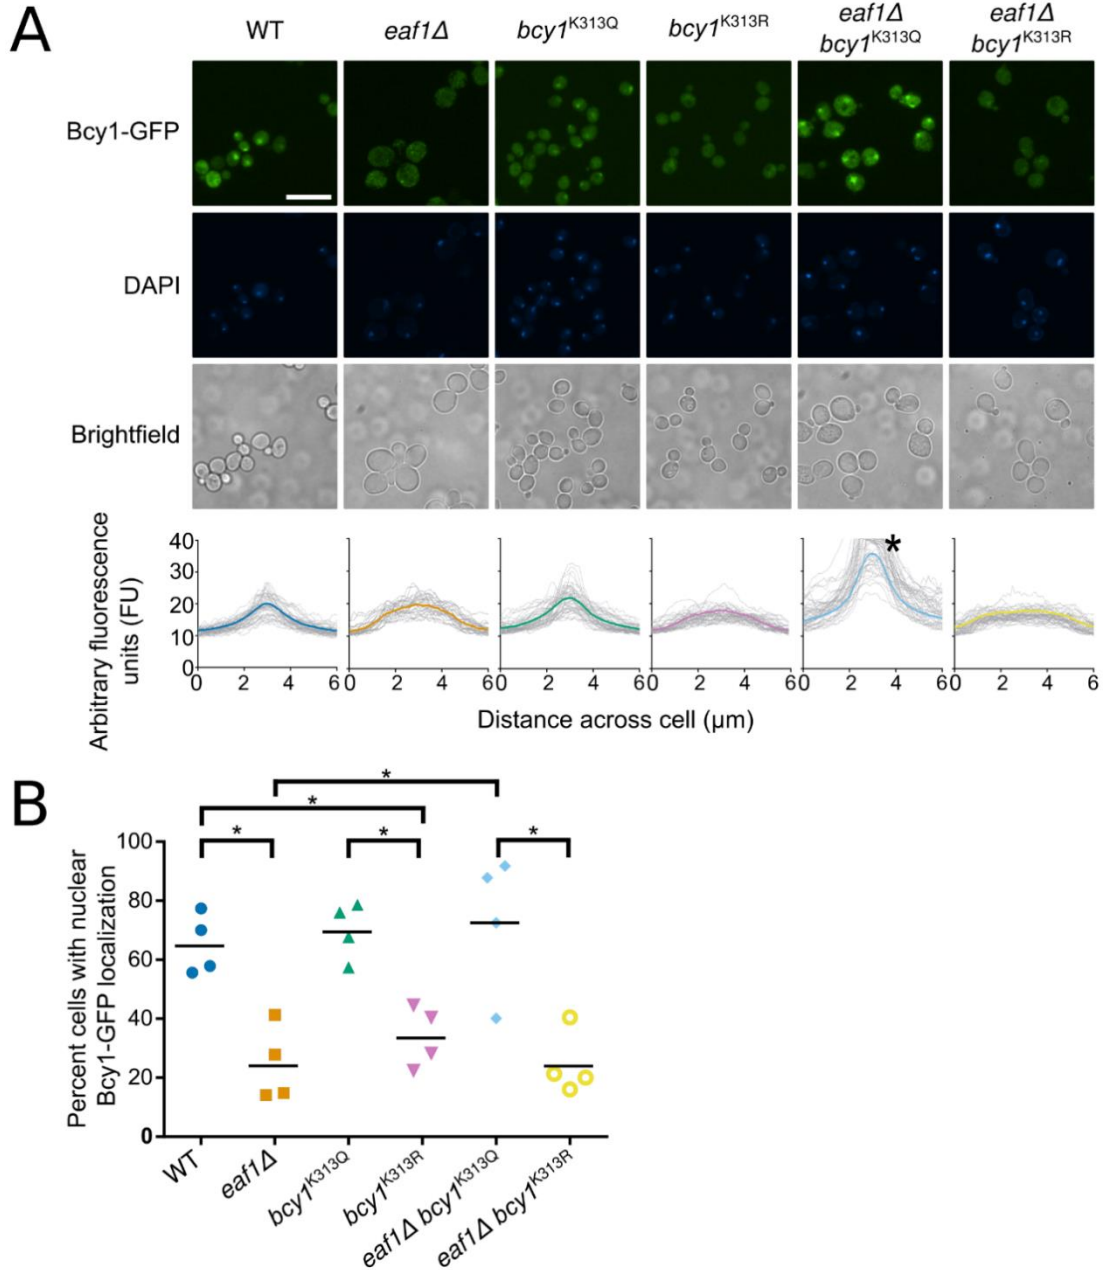 A
WT
eaf1Δ
bcy1K313Q
bcy1K313R
eaf1Δ
bcy1K313Q
eaf1Δ
bcy1K313R
Bcy1-GFP
DAPI
Brightfield
Arbitrary fluorescence
units (FU)
40
30
20
10
0
*
0 2 4 6
0 2 4 6
0 2 4 6
0 2 4 6
0 2 4 6
0 2 4 6
Distance across cell (μm)
B
*
*
* * *
Percent cells with nuclear
Bcy1-GFP localization
100
80
60
40
20
0
WT
eaf1Δ
bcy1K313Q
bcy1K313R
eaf1Δ bcy1K313Q
eaf1Δ bcy1K313R